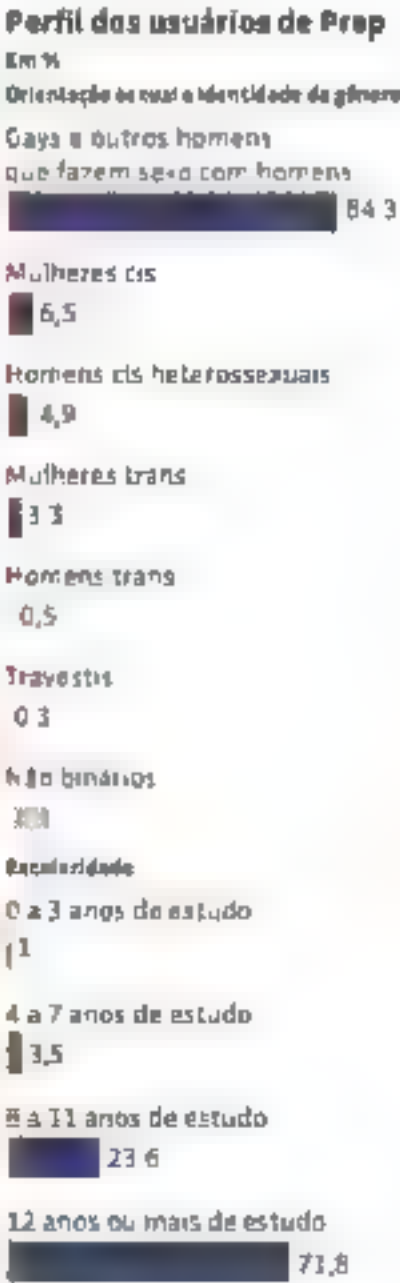 Perfil dos usuários de Prep
Em %
Orientação sexual e identidade de gênero
Gays e outros homens
que fazem sexo com homens
84 3
Mulheres cis
6,5
Homens cis heterossexuais
4,9
Mulheres trans
3 3
Homens trans
0,5
Travestis
0 3
Não binários
Escolaridade
0 a 3 anos de estudo
1
4 a 7 anos de estudo
3,5
8 a 11 anos de estudo
23 6
12 anos ou mais de estudo
71,8